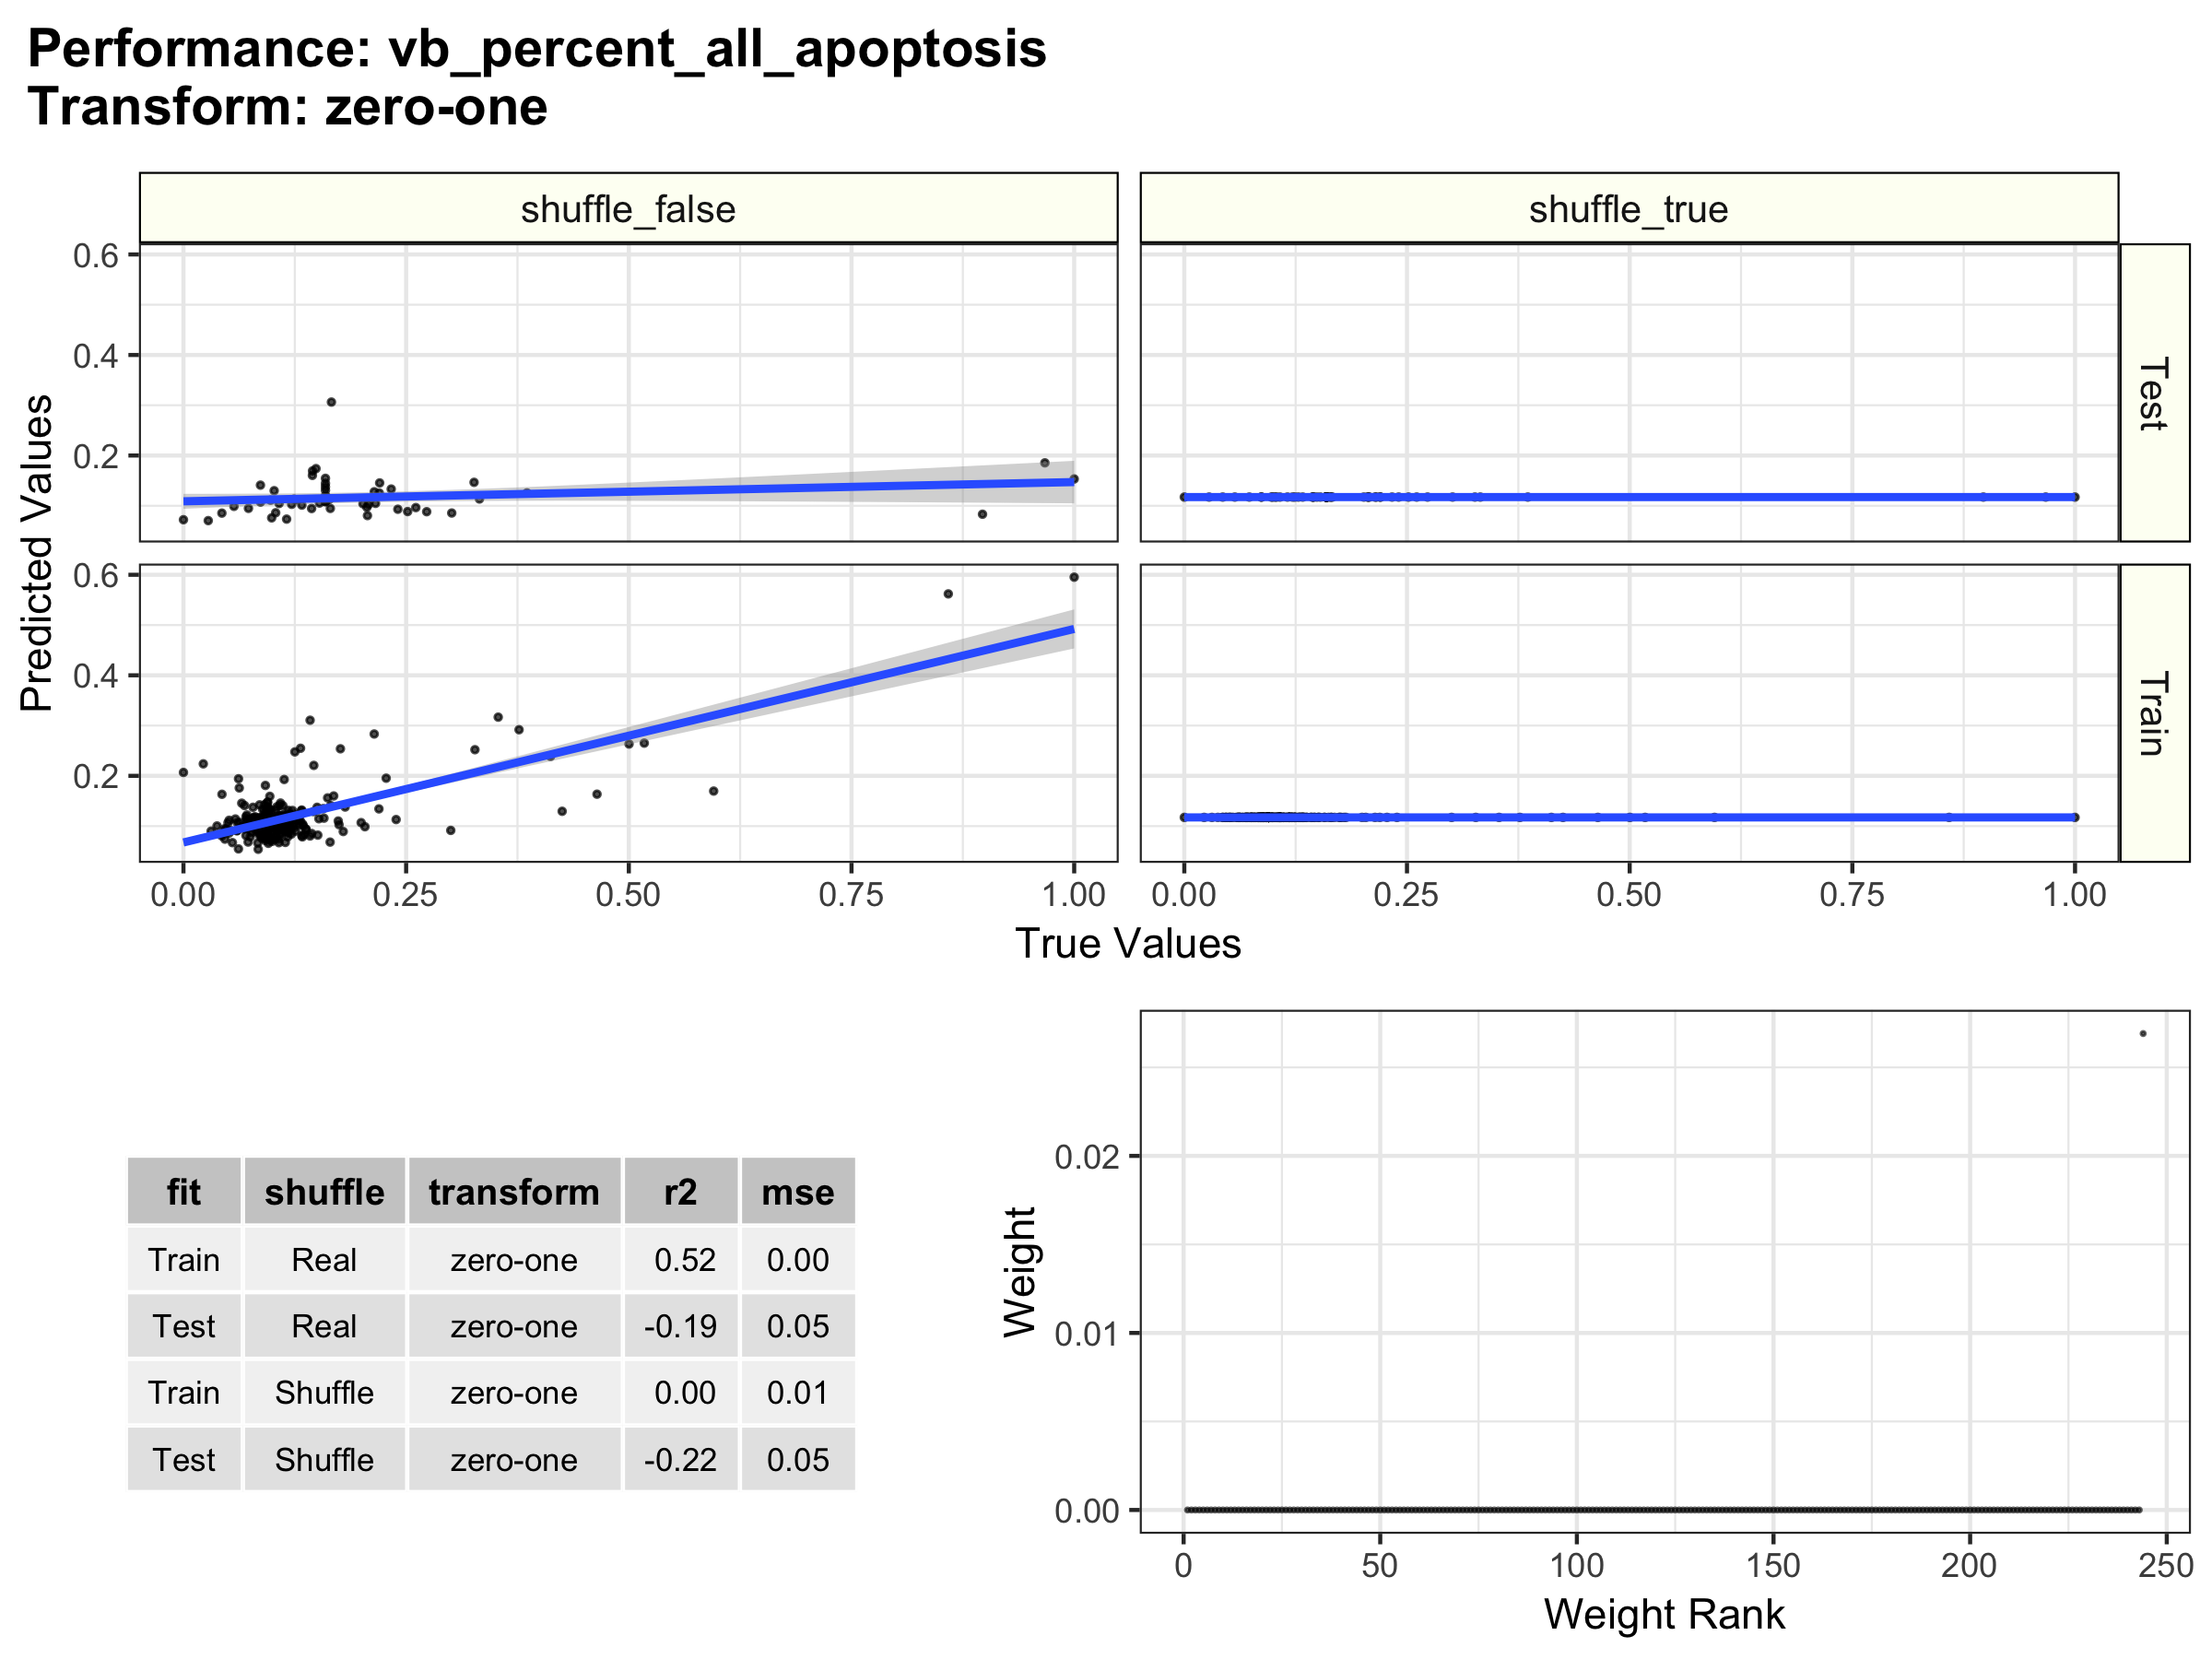 Performance: vb_percent_all_apoptosis
Transform: zero-one
shuffle_false
shuffle_true
0.6
0.4
0.2
Test
Predicted Values
0.6
0.4
0.2
Train
0.00 0.25 0.50 0.75 1.00
0.00 0.25 0.50 0.75 1.00
True Values
fit shuffle transform r2 mse
Train Real zero-one 0.52 0.00
Test Real zero-one -0.19 0.05
Train Shuffle zero-one 0.00 0.01
Test Shuffle zero-one -0.22 0.05
Weight
0.02
0.01
0.00
0 50 100 150 200 250
Weight Rank